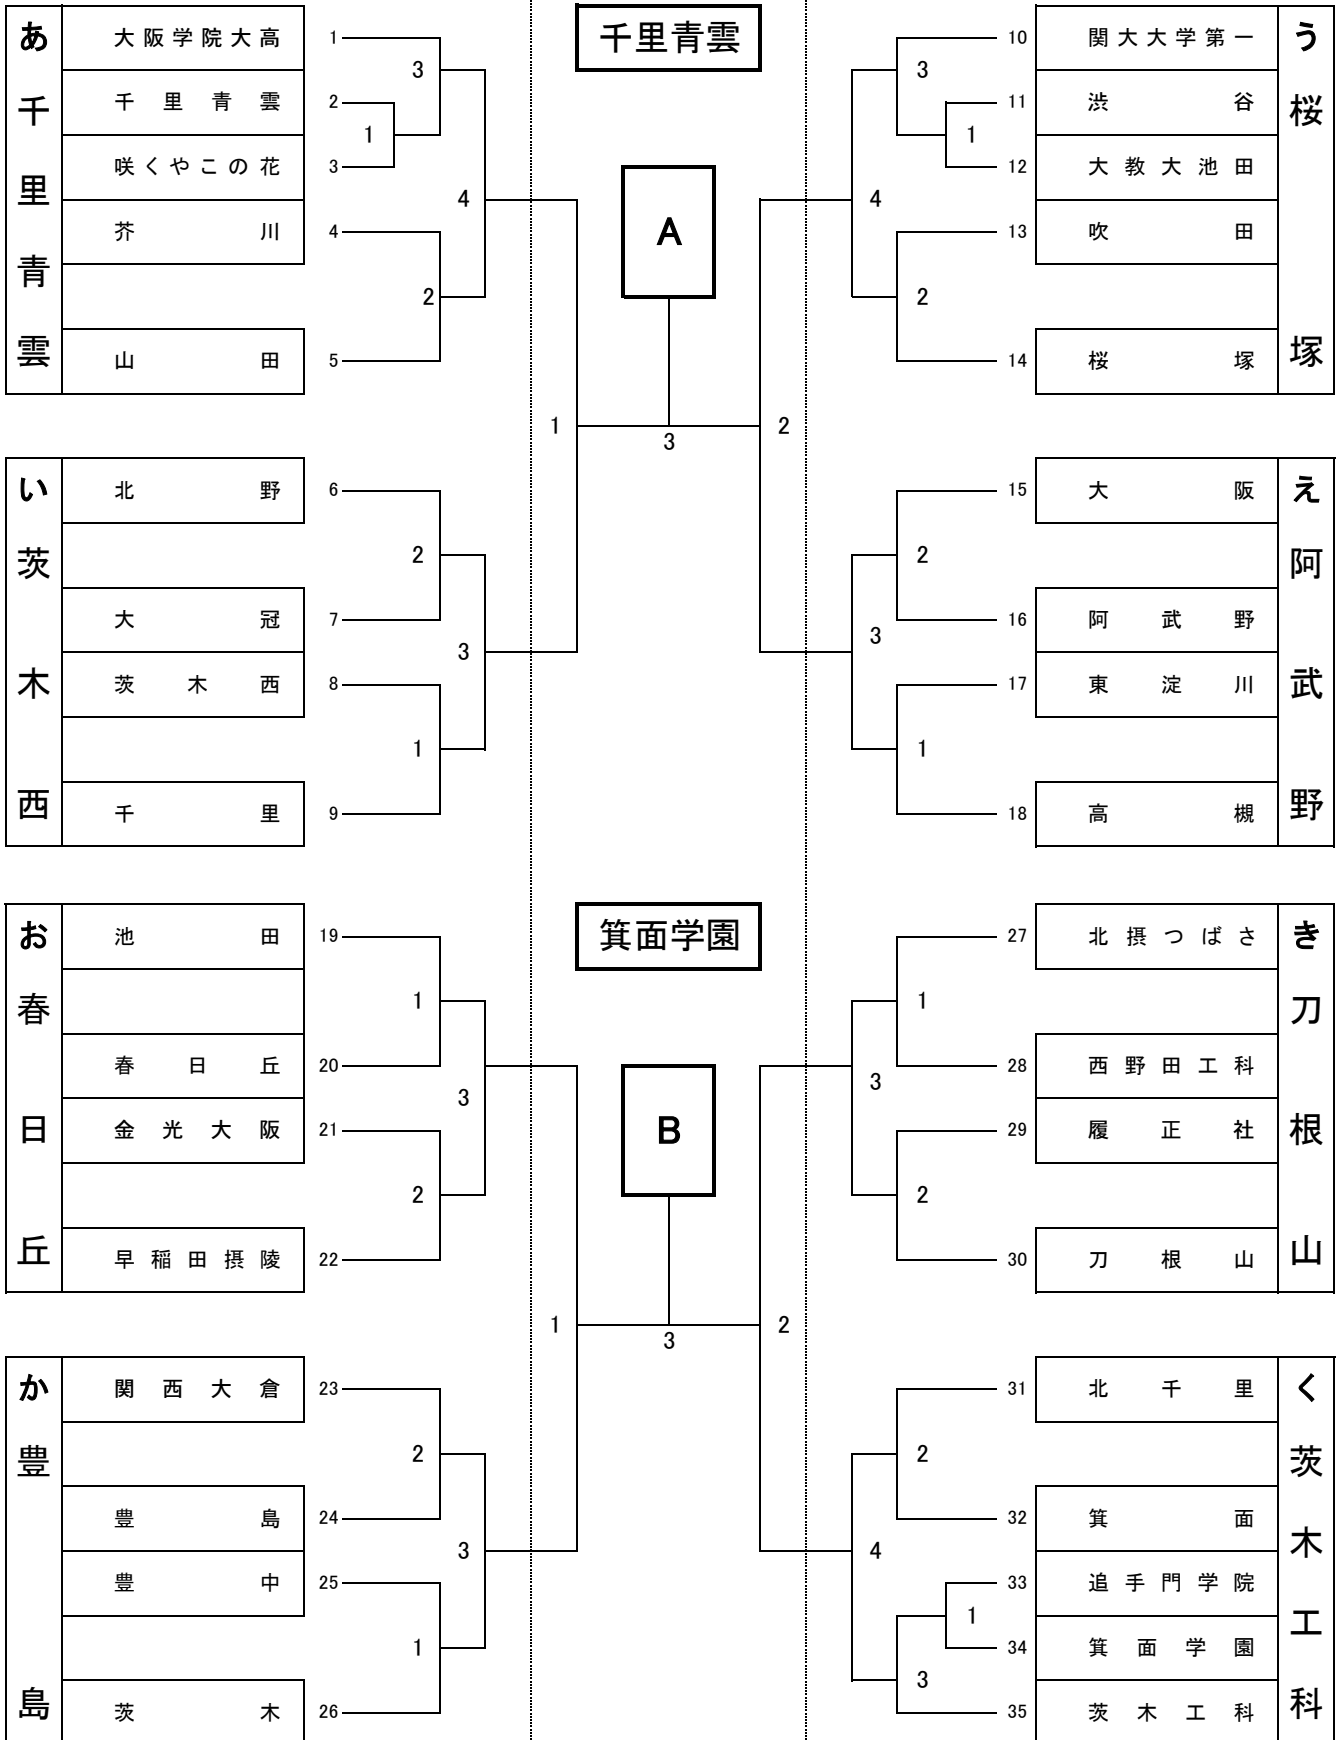 あ 千里青雲
大阪学院大高 1
千里青雲 2
咲くやこの花 3
芥川 4
山田 5
3
1
4
2
い 茨木西
北野 6
大冠 7
茨木西 8
千里 9
2
3
1
千里青雲
A
1
3
2
う 桜塚
10 関大大学第一
11 渋谷
12 大教大池田
13 吹田
14 桜塚
3
1
4
2
え 阿武野
15 大阪
16 阿武野
17 東淀川
18 高槻
2
3
1
お 春日丘
池田 19
春日丘 20
金光大阪 21
早稲田摂陵 22
1
3
2
か 豊島
関西大倉 23
豊島 24
豊中 25
茨木 26
2
3
1
箕面学園
B
1
3
2
き 刀根山
27 北摂つばさ
28 西野田工科
29 履正社
30 刀根山
1
3
2
く 茨木工科
31 北千里
32 箕面
33 追手門学院
34 箕面学園
35 茨木工科
2
4
1
3